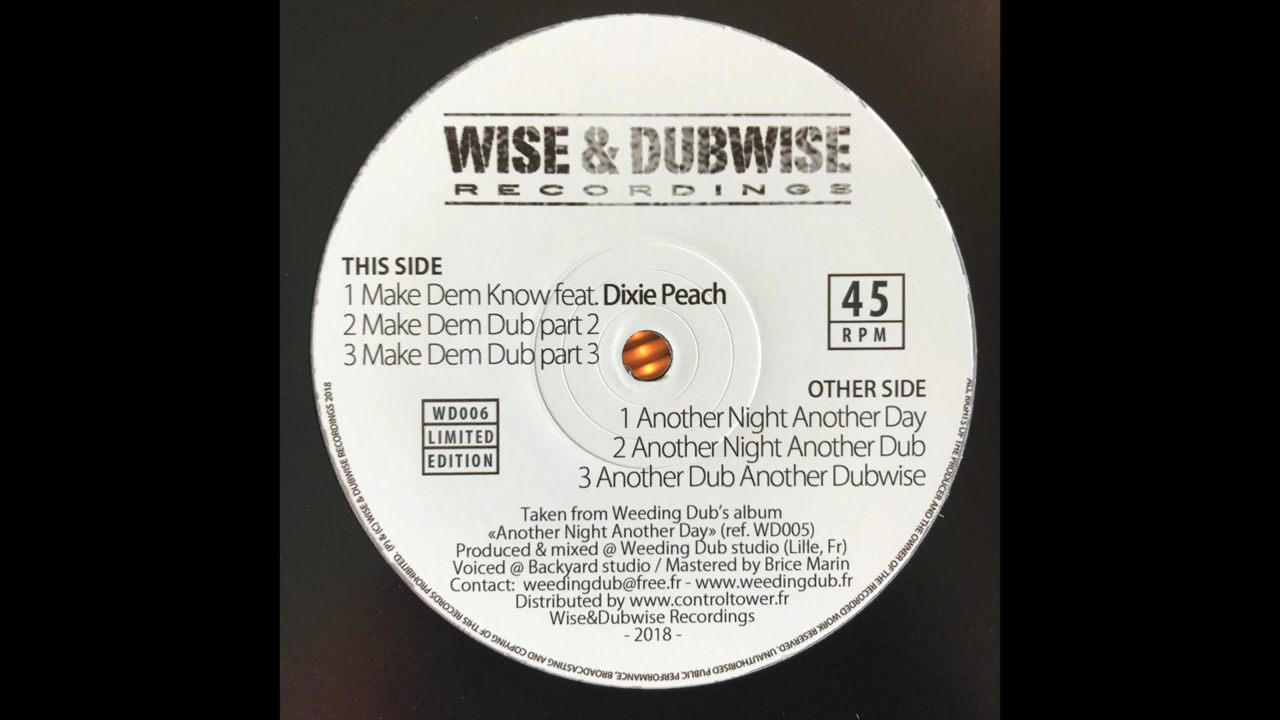 WISE & DUBWISE
RECORDINGS
THIS SIDE
1 Make Dem Know feat. Dixie Peach
2 Make Dem Dub part 2
3 Make Dem Dub part 3
45
RPM
OTHER SIDE
1 Another Night Another Day
2 Another Night Another Dub
3 Another Dub Another Dubwise
WD006
LIMITED
EDITION
Taken from Weeding Dub's album
«Another Night Another Day» (ref. WD005)
Produced & mixed @ Weeding Dub studio (Lille, Fr)
Voiced @ Backyard studio / Mastered by Brice Marin
Contact: weedingdub@free.fr - www.weedingdub.fr
Distributed by www.controltower.fr
Wise&Dubwise Recordings
- 2018 -
ALL RIGHTS OF THE PRODUCER AND THE OWNER OF THE RECORDED WORK RESERVED. UNAUTHORISED PUBLIC PERFORMANCE, BROADCASTING AND COPYING OF THIS RECORDS PROHIBITED. (P) & (C) WISE & DUBWISE RECORDINGS 2018